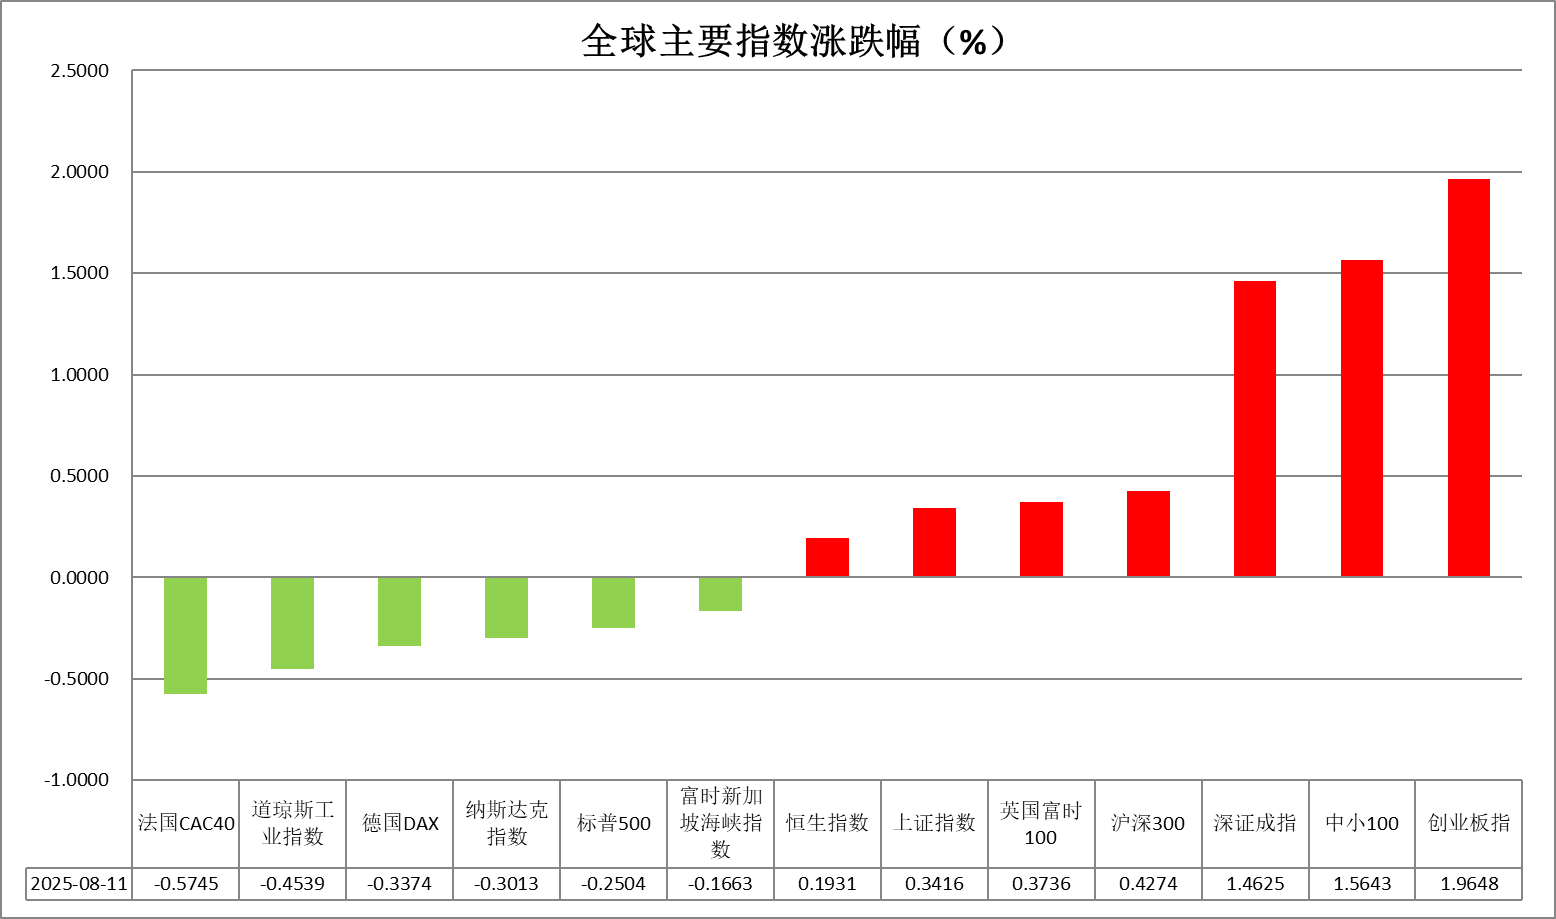 全球主要指数涨跌幅（%）
2.5000
2.0000
1.5000
1.0000
0.5000
0.0000
-0.5000
-1.0000
法国CAC40
道琼斯工
业指数
德国DAX
纳斯达克
指数
标普500
富时新加
坡海峡指
数
恒生指数
上证指数
英国富时
100
沪深300
深证成指
中小100
创业板指
2025-08-11 -0.5745 -0.4539 -0.3374 -0.3013 -0.2504 -0.1663 0.1931 0.3416 0.3736 0.4274 1.4625 1.5643 1.9648